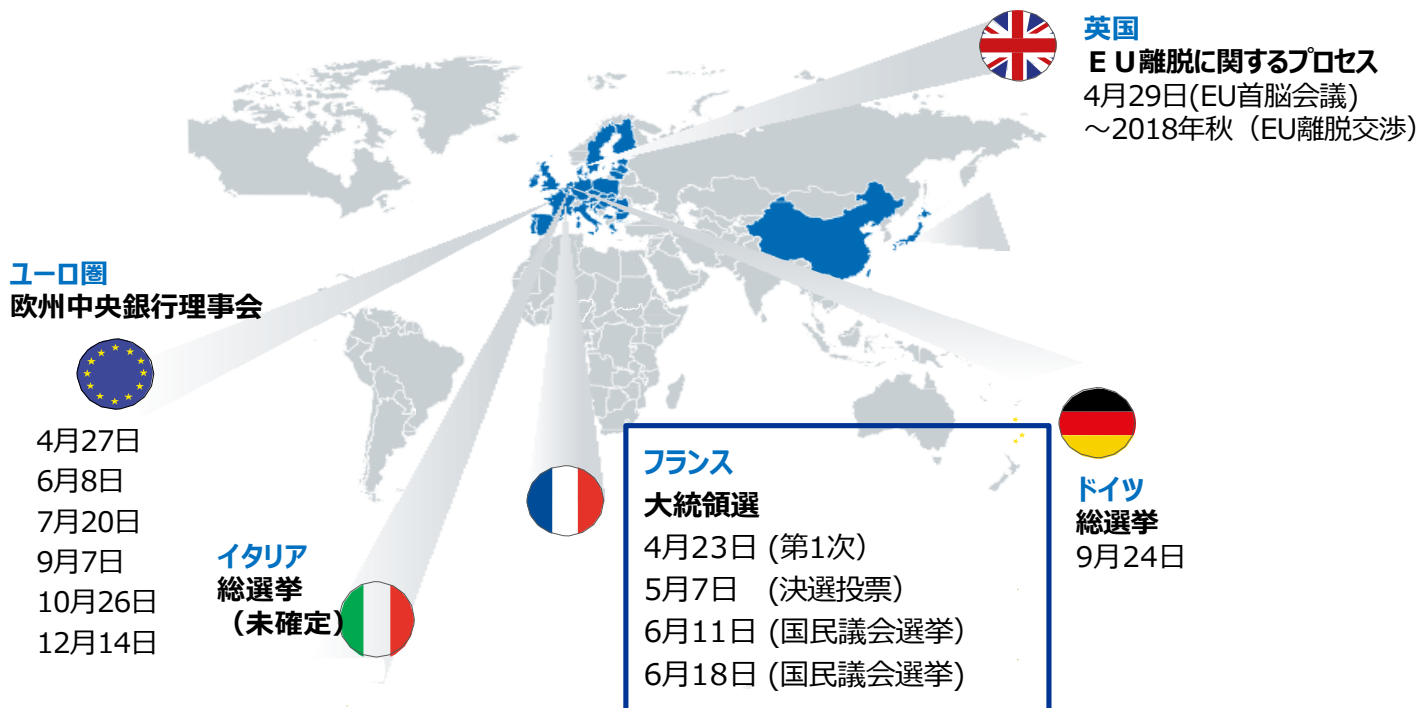 英国
ＥＵ離脱に関するプロセス
4月29日(EU首脳会議)
～2018年秋（EU離脱交渉）
ユーロ圏
欧州中央銀行理事会
4月27日
6月8日
7月20日
9月7日
10月26日
12月14日
イタリア
総選挙
（未確定）
フランス
大統領選
4月23日 (第1次）
5月7日　(決選投票）
6月11日 (国民議会選挙）
6月18日 (国民議会選挙)
ドイツ
総選挙
9月24日